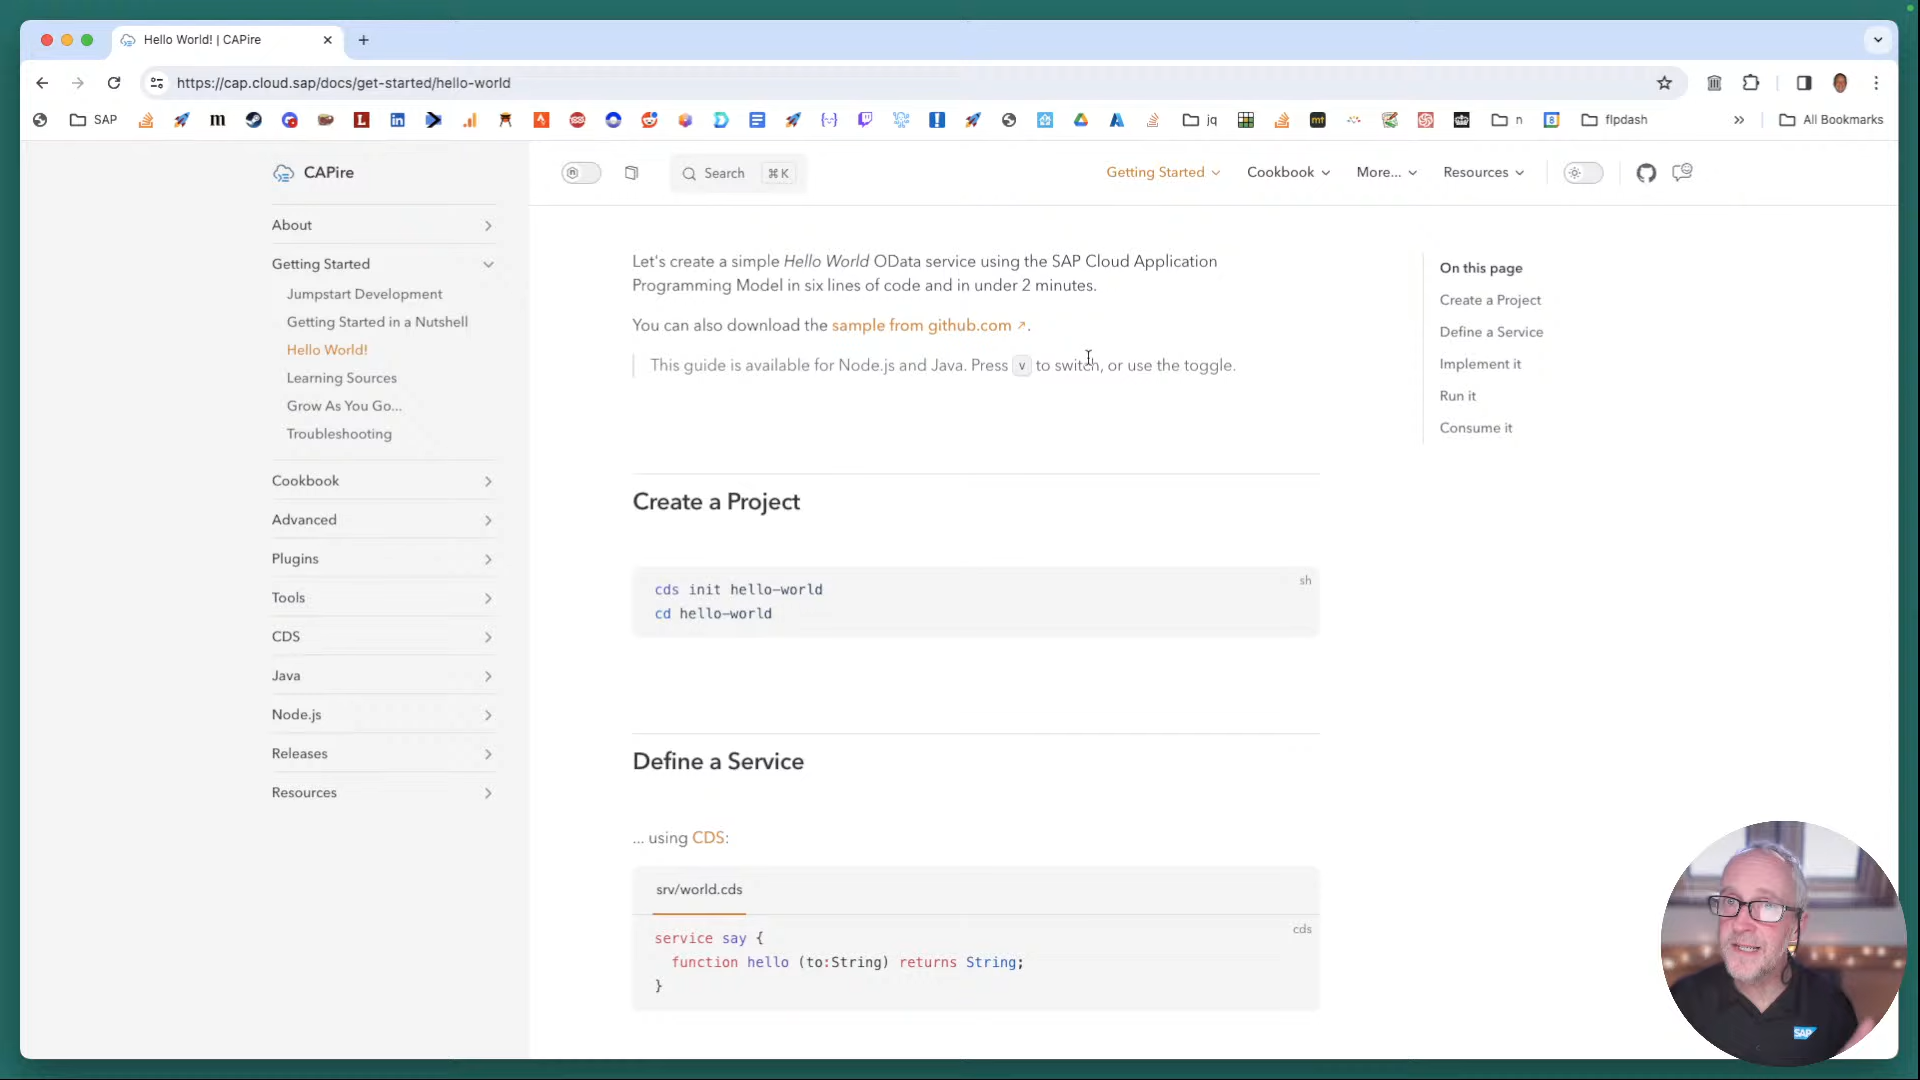 Hello World! | CAPire
https://cap.cloud.sap/docs/get-started/hello-world
SAP
m
L
jq
mt
n
8
flpdash
All Bookmarks
CAPire
Search
⌘ K
Getting Started
Cookbook
More...
Resources
About
Getting Started
Jumpstart Development
Getting Started in a Nutshell
Hello World!
Learning Sources
Grow As You Go...
Troubleshooting
Cookbook
Advanced
Plugins
Tools
CDS
Java
Node.js
Releases
Resources
Let's create a simple Hello World OData service using the SAP Cloud Application
Programming Model in six lines of code and in under 2 minutes.
You can also download the sample from github.com ↗.
This guide is available for Node.js and Java. Press v to switch, or use the toggle.
Create a Project
sh
cds init hello-world
cd hello-world
Define a Service
... using CDS:
srv/world.cds
cds
service say {
function hello (to:String) returns String;
}
On this page
Create a Project
Define a Service
Implement it
Run it
Consume it
SAP